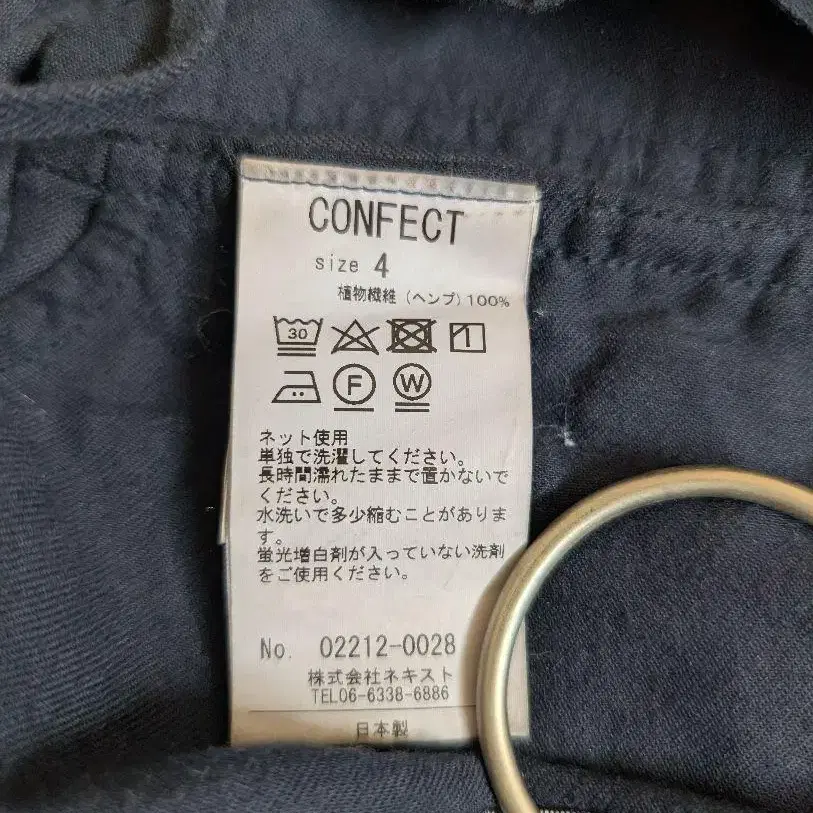 CONFECT
size 4
植物繊維（ヘンプ）100%
30
F W
ネット使用
単独で洗濯してください。
長時間濡れたままで置かないで
ください。
水洗いで多少縮むことがありま
す。
蛍光増白剤が入っていない洗剤
をご使用ください。
No. 02212-0028
株式会社ネキスト
TEL06-6338-6886
日本製